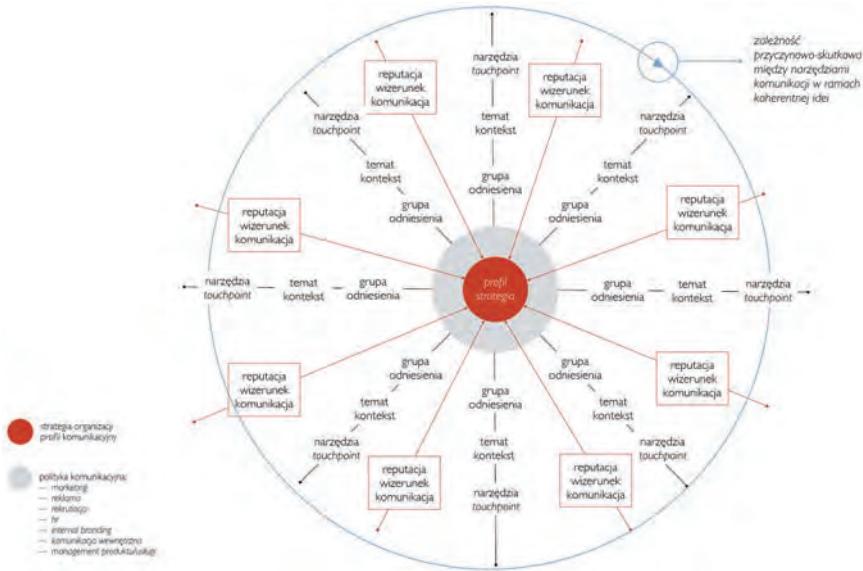 narzędzia
touchpoint
temat
kontekst
grupa
odniesienia
reputacja
wizerunek
komunikacja
reputacja
wizerunek
komunikacja
zależność
przyczynowo-skutkowa
między narzędziami
komunikacji w ramach
koherentnej idei
narzędzia
touchpoint
temat
kontekst
grupa
odniesienia
narzędzia
touchpoint
temat
kontekst
grupa
odniesienia
reputacja
wizerunek
komunikacja
reputacja
wizerunek
komunikacja
narzędzia
touchpoint
temat
kontekst
grupa
odniesienia
profil
strategia
grupa
odniesienia
temat
kontekst
narzędzia
touchpoint
reputacja
wizerunek
komunikacja
reputacja
wizerunek
komunikacja
grupa
odniesienia
temat
kontekst
narzędzia
touchpoint
grupa
odniesienia
temat
kontekst
narzędzia
touchpoint
grupa
odniesienia
temat
kontekst
narzędzia
touchpoint
reputacja
wizerunek
komunikacja
reputacja
wizerunek
komunikacja
strategia organizacy
profil komunikacyjny
polityka komunikacyjna:
— marketing
— reklama
— rekrutacja
— hr
— internal branding
— komunikacja wewnętrzna
— management produktu/usługi